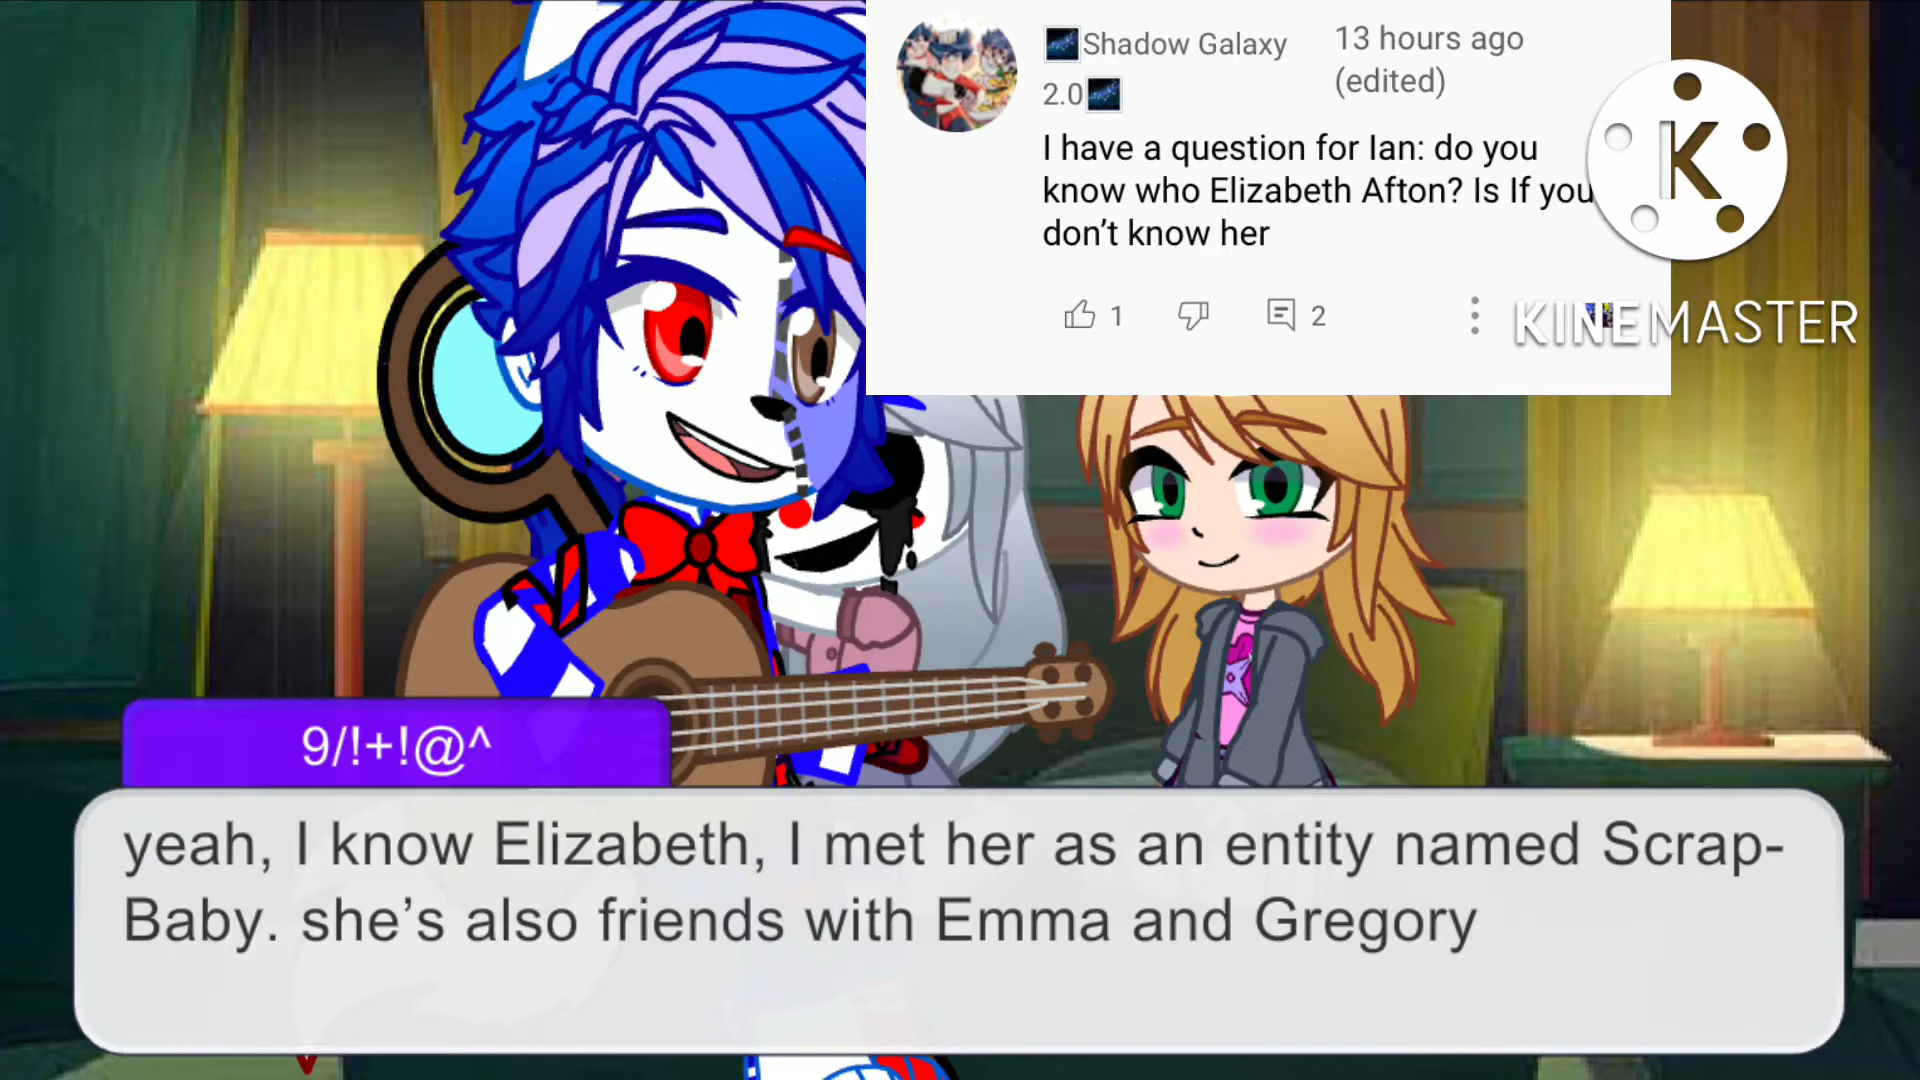 Shadow Galaxy
2.0
13 hours ago
(edited)
I have a question for Ian: do you
know who Elizabeth Afton? Is If you
don’t know her
1
2
K
KINEMASTER
9/!+!@^
yeah, I know Elizabeth, I met her as an entity named Scrap-
Baby. she’s also friends with Emma and Gregory